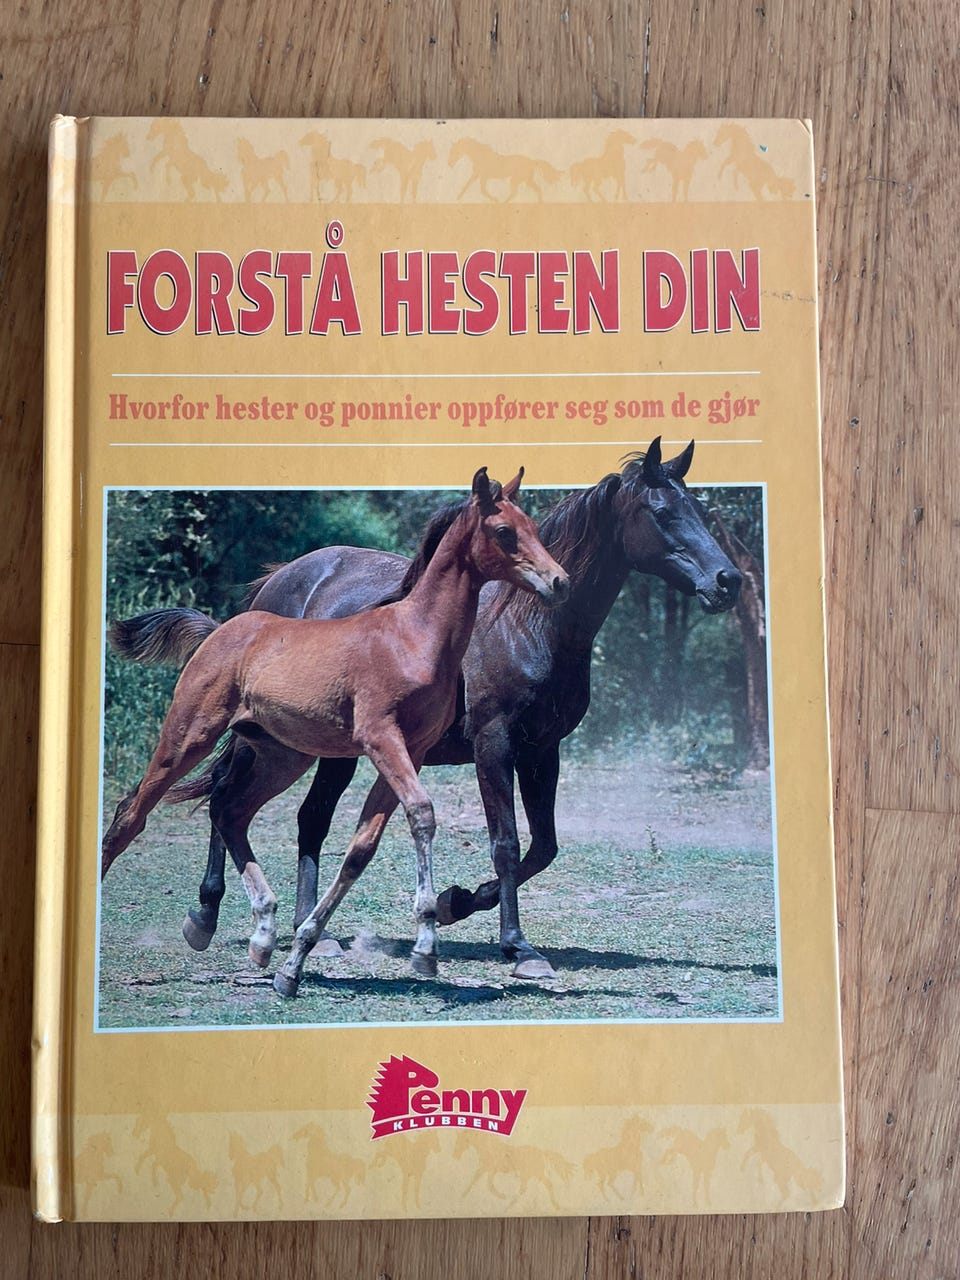 FORSTÅ HESTEN DIN
Hvorfor hester og ponnier oppfører seg som de gjør
Penny
KLUBBEN